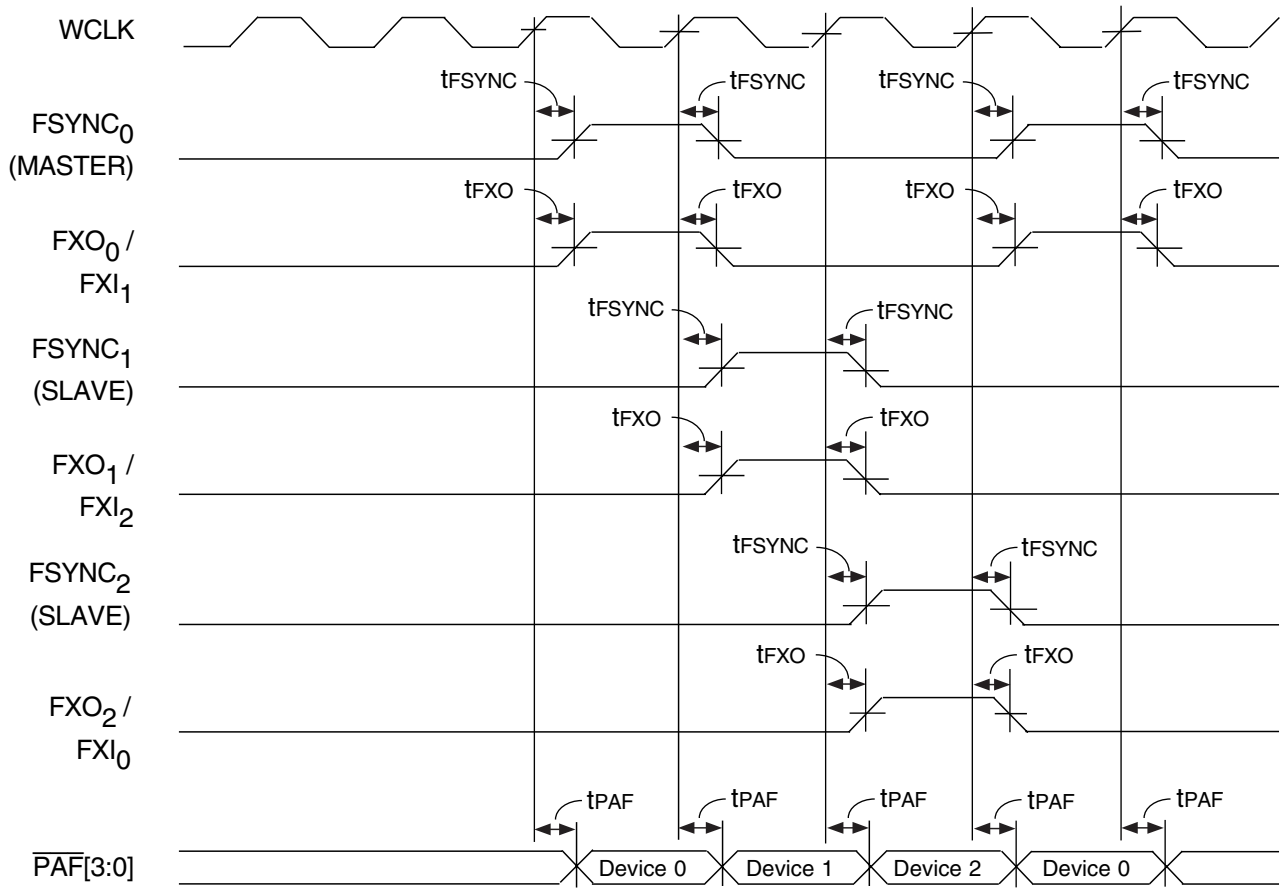 WCLK
tFSYNC tFSYNC tFSYNC tFSYNC
FSYNC0
(MASTER)
tFXO tFXO tFXO tFXO
FXO0 /
FXI1
tFSYNC tFSYNC
FSYNC1
(SLAVE)
tFXO tFXO
FXO1 /
FXI2
tFSYNC tFSYNC
FSYNC2
(SLAVE)
tFXO tFXO
FXO2 /
FXI0
tPAF tPAF tPAF tPAF tPAF
PAF[3:0] Device 0 Device 1 Device 2 Device 0